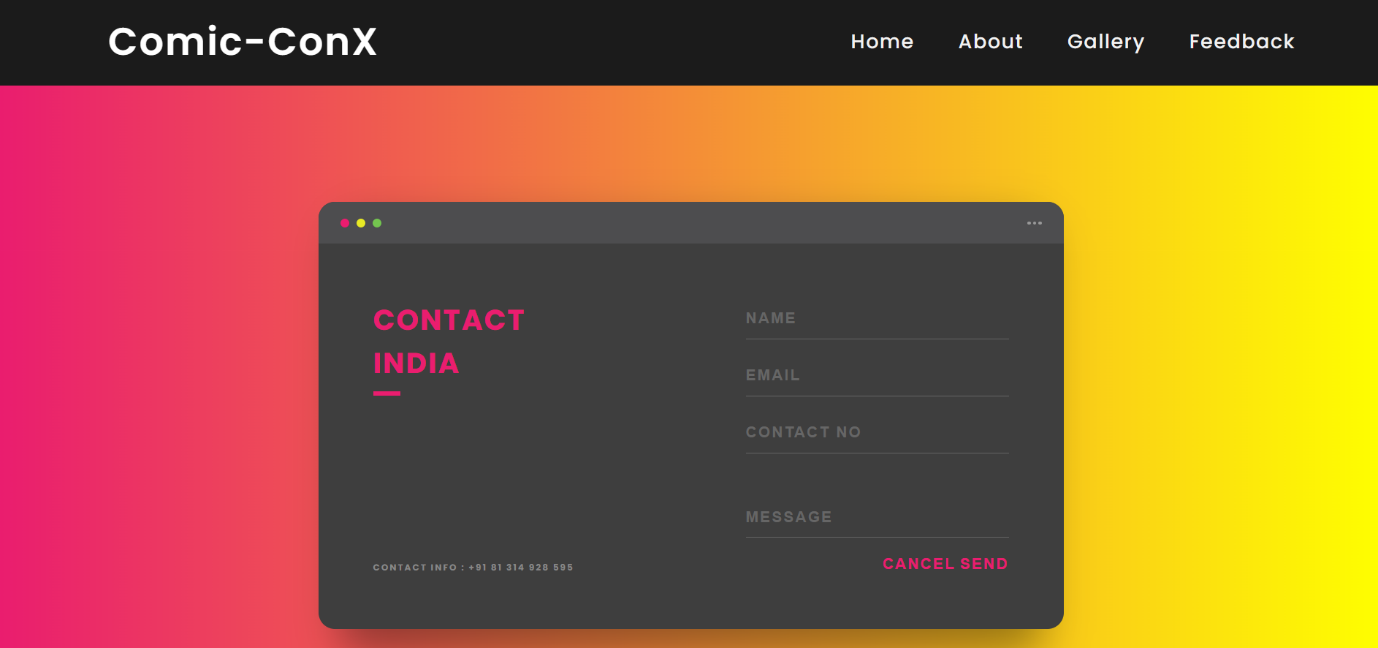 Comic-ConX
Home About Gallery Feedback
CONTACT
INDIA
CONTACT INFO : +91 81 314 928 595
NAME
EMAIL
CONTACT NO
MESSAGE
CANCEL SEND